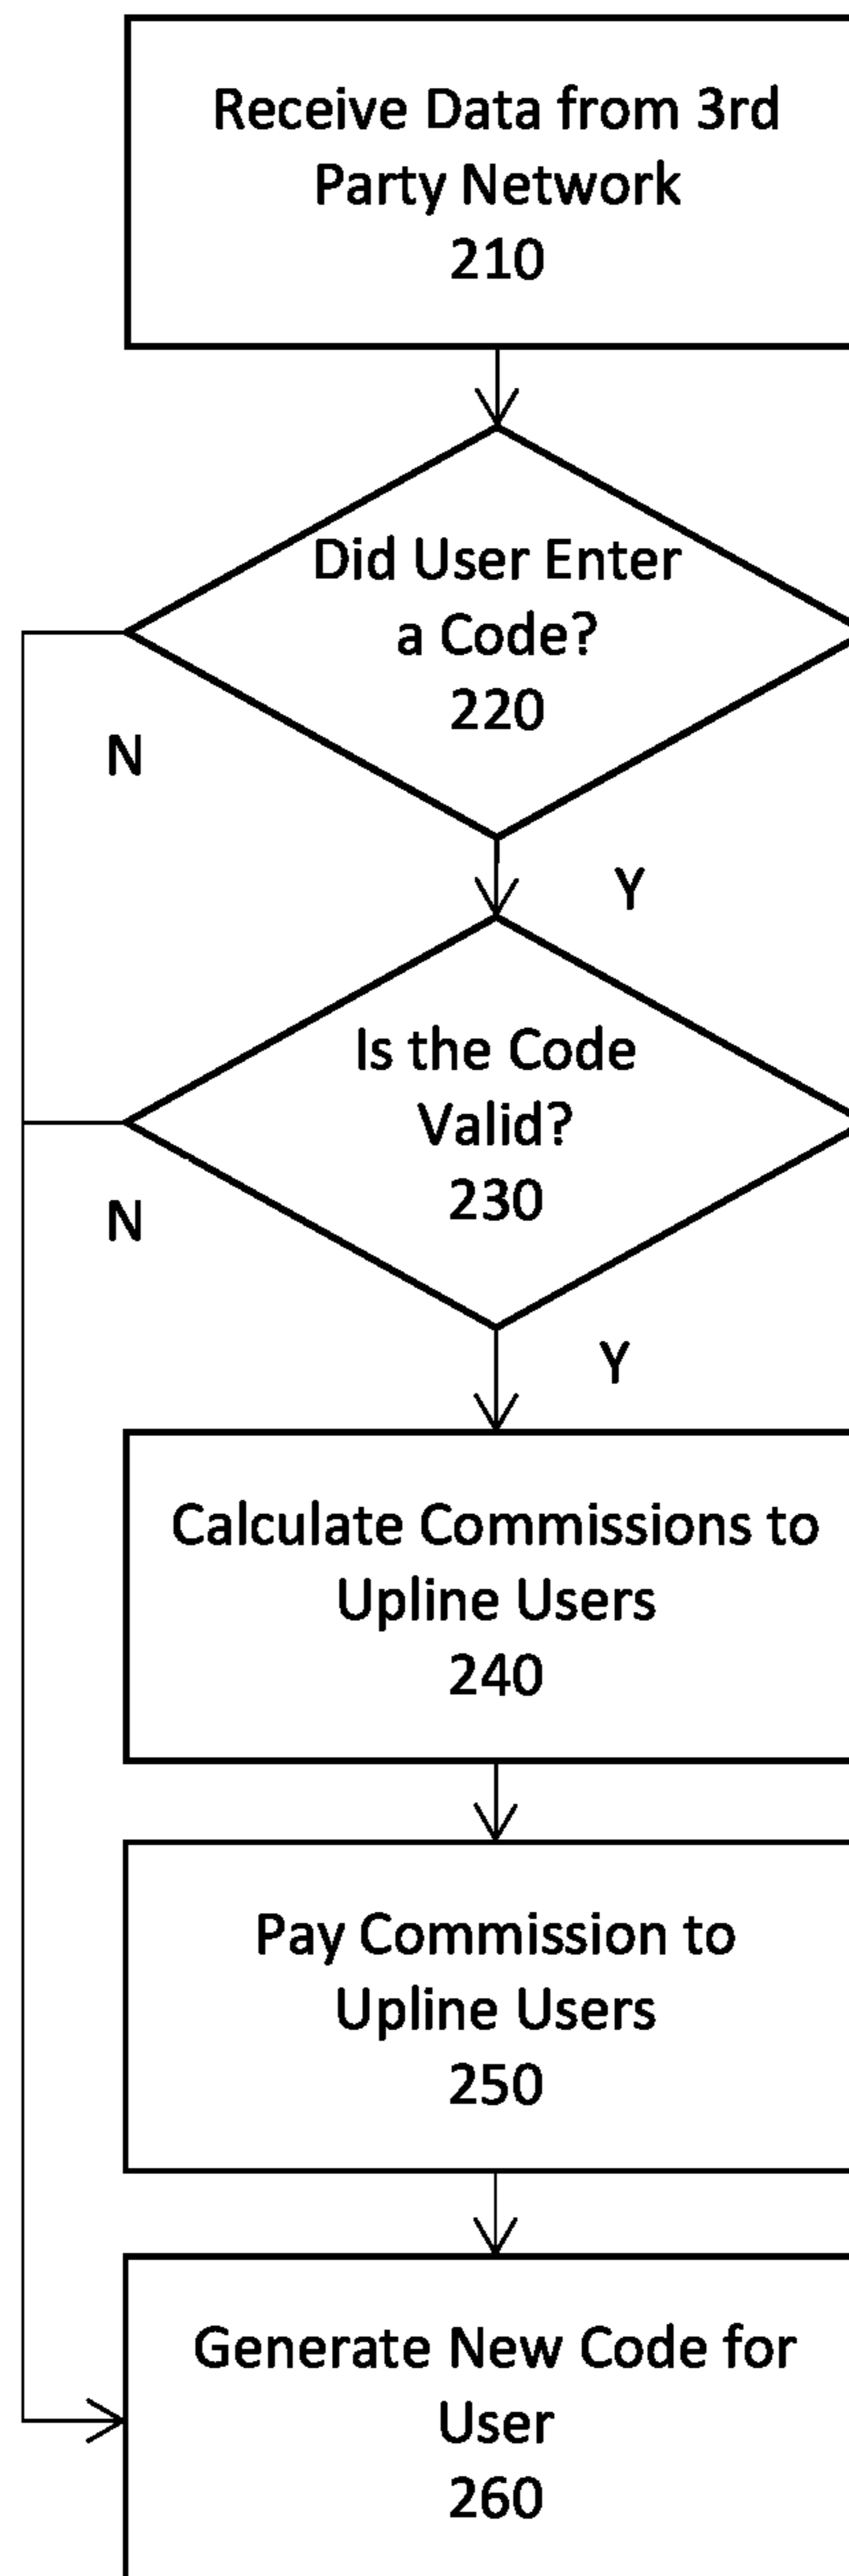 Receive Data from 3rd
Party Network
210
Did User Enter
a Code?
220
N
Y
Is the Code
Valid?
230
N
Y
Calculate Commissions to
Upline Users
240
Pay Commission to
Upline Users
250
Generate New Code for
User
260